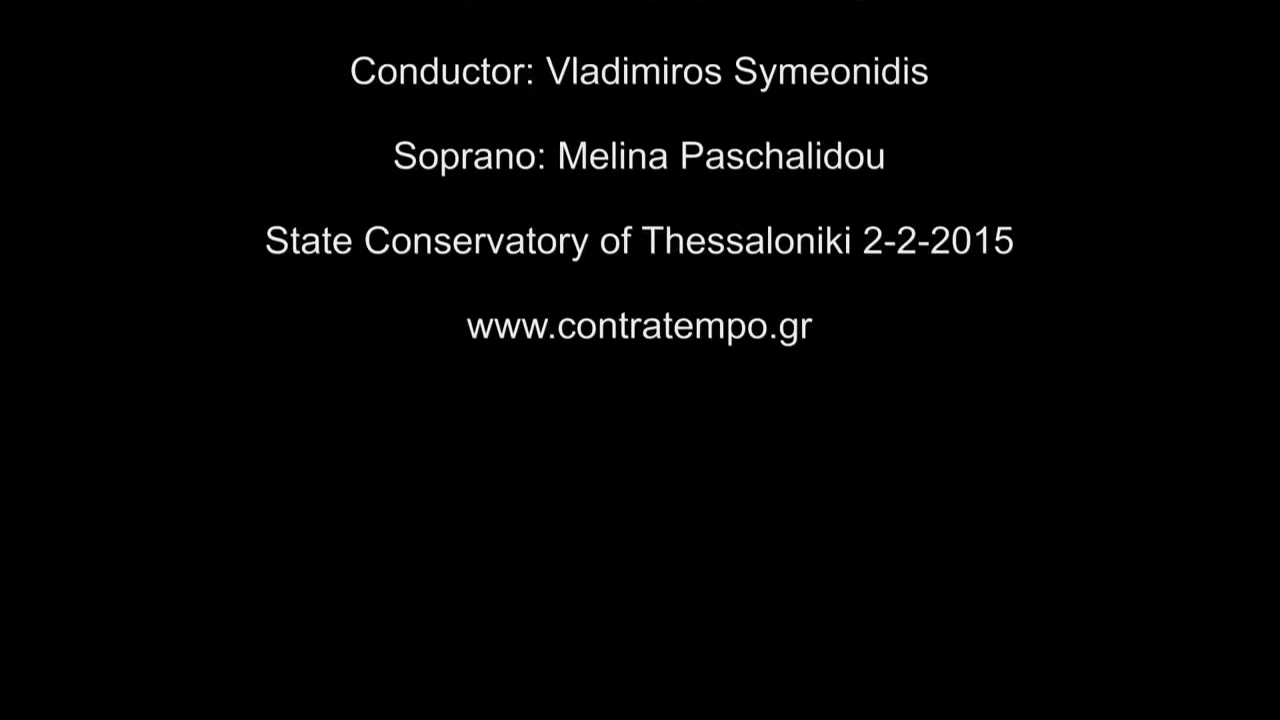 Conductor: Vladimiros Symeonidis
Soprano: Melina Paschalidou
State Conservatory of Thessaloniki 2-2-2015
www.contratempo.gr